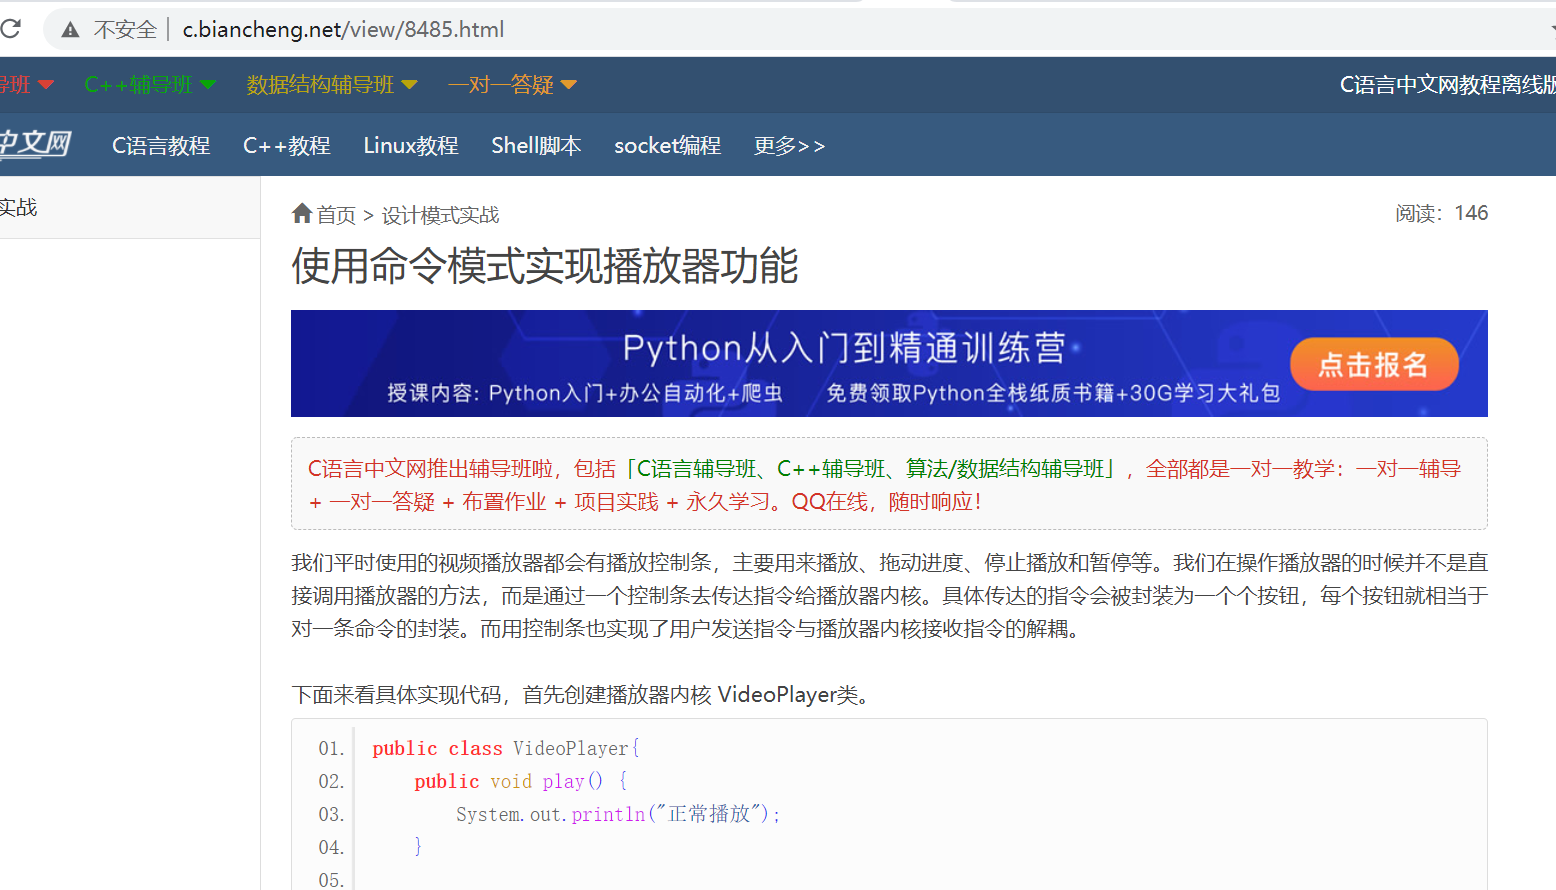 不安全 | c.biancheng.net/view/8485.html
导班 C++辅导班 数据结构辅导班 一对一答疑 C语言中文网教程离线版
中文网 C语言教程 C++教程 Linux教程 Shell脚本 socket编程 更多>>
实战
首页 > 设计模式实战 阅读：146
使用命令模式实现播放器功能
Python从入门到精通训练营
授课内容: Python入门+办公自动化+爬虫 免费领取Python全栈纸质书籍+30G学习大礼包
点击报名
C语言中文网推出辅导班啦，包括「C语言辅导班、C++辅导班、算法/数据结构辅导班」，全部都是一对一教学：一对一辅导
+ 一对一答疑 + 布置作业 + 项目实践 + 永久学习。QQ在线，随时响应！
我们平时使用的视频播放器都会有播放控制条，主要用来播放、拖动进度、停止播放和暂停等。我们在操作播放器的时候并不是直
接调用播放器的方法，而是通过一个控制条去传达指令给播放器内核。具体传达的指令会被封装为一个个按钮，每个按钮就相当于
对一条命令的封装。而用控制条也实现了用户发送指令与播放器内核接收指令的解耦。
下面来看具体实现代码，首先创建播放器内核 VideoPlayer类。
01. public class VideoPlayer{
02. public void play() {
03. System.out.println("正常播放");
04. }
05.